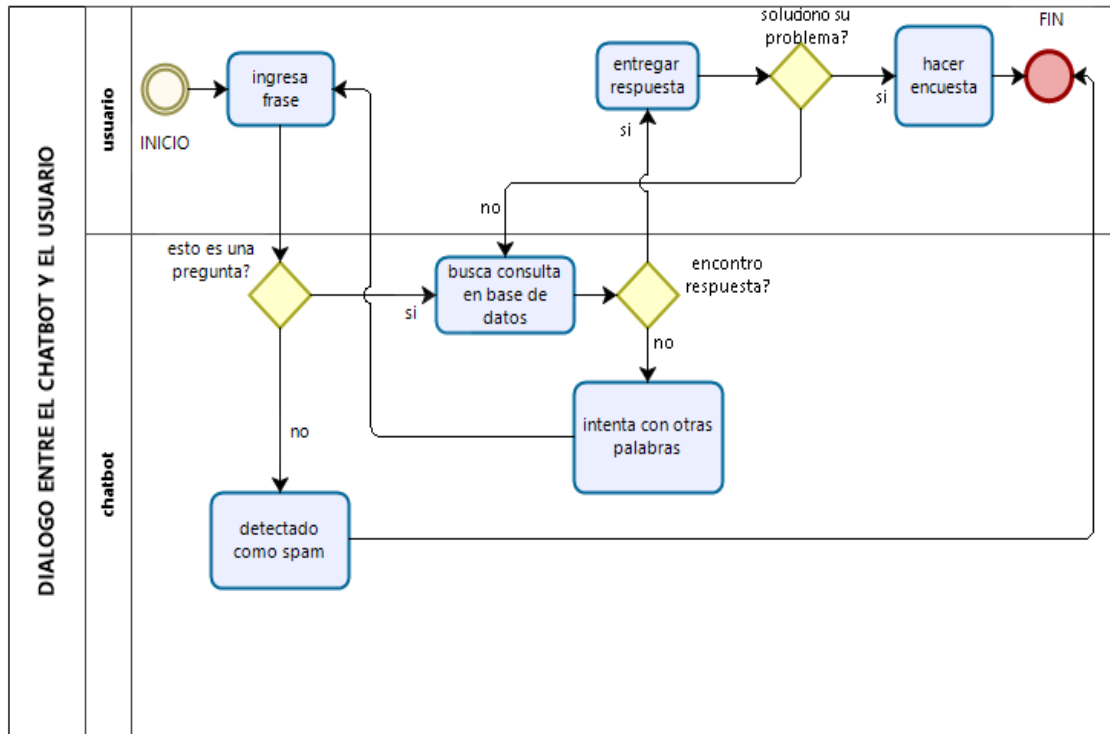 DIALOGO ENTRE EL CHATBOT Y EL USUARIO
usuario
INICIO
ingresa
frase
entregar
respuesta
si
soluciono su
problema?
si
no
hacer
encuesta
FIN
chatbot
esto es una
pregunta?
si
no
busca consulta
en base de
datos
encontro
respuesta?
no
intenta con otras
palabras
detectado
como spam